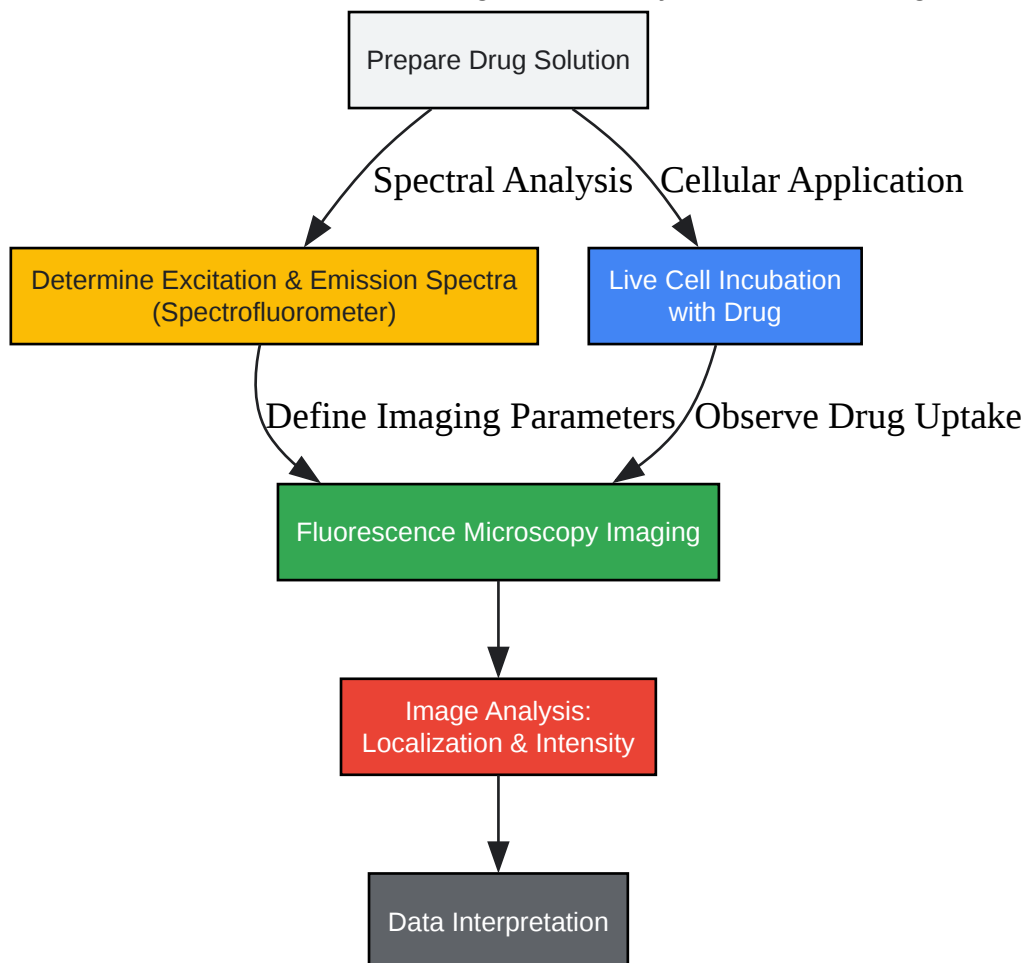 Prepare Drug Solution
Spectral Analysis
Cellular Application
Determine Excitation & Emission Spectra
(Spectrofluorometer)
Live Cell Incubation
with Drug
Define Imaging Parameters
Observe Drug Uptake
Fluorescence Microscopy Imaging
Image Analysis:
Localization & Intensity
Data Interpretation